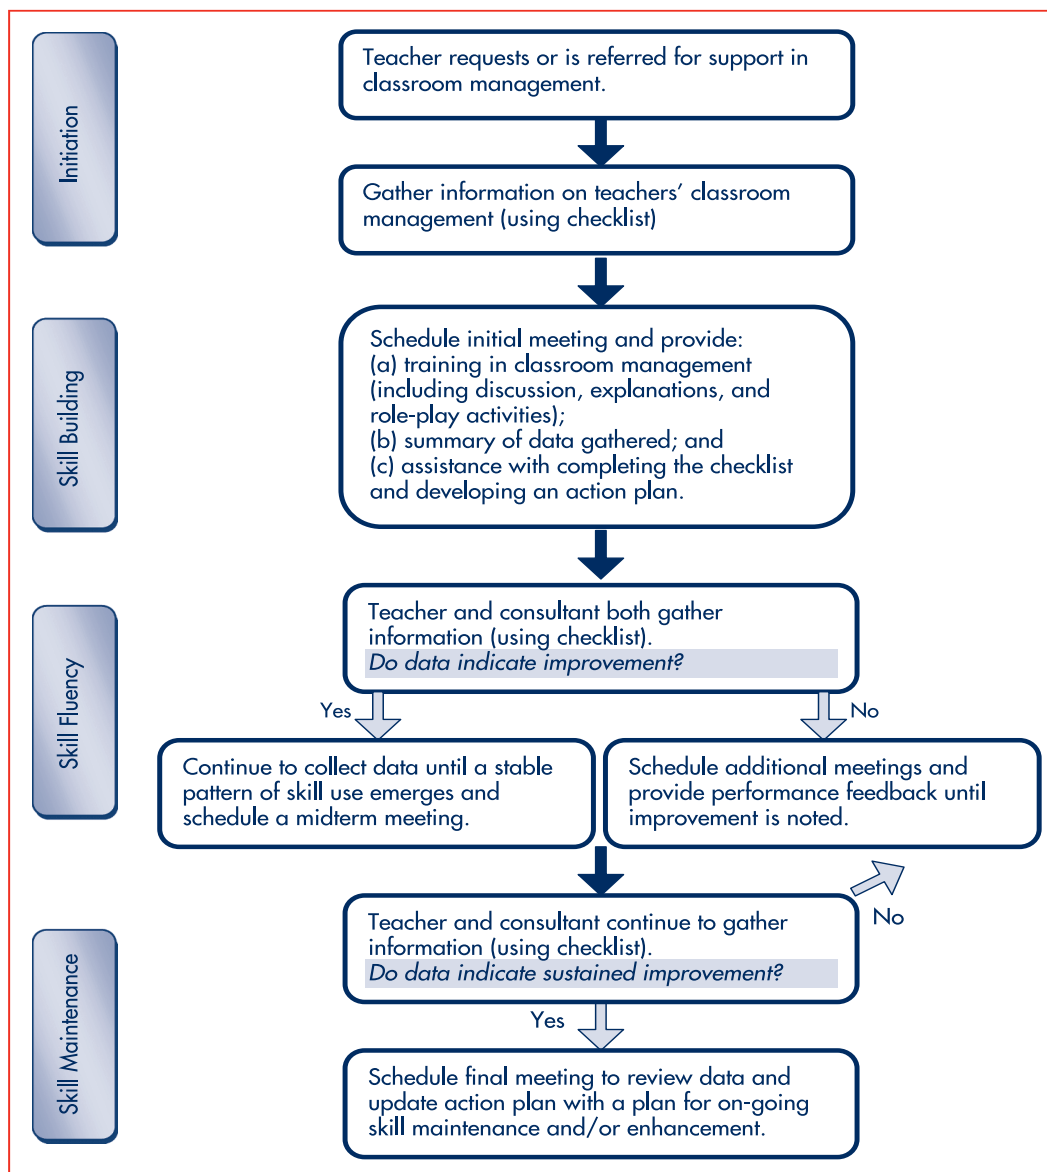 Initiation
Teacher requests or is referred for support in
classroom management.
Gather information on teachers’ classroom
management (using checklist)
Skill Building
Schedule initial meeting and provide:
(a) training in classroom management
(including discussion, explanations, and
role-play activities);
(b) summary of data gathered; and
(c) assistance with completing the checklist
and developing an action plan.
Skill Fluency
Teacher and consultant both gather
information (using checklist).
Do data indicate improvement?
Yes
No
Continue to collect data until a stable
pattern of skill use emerges and
schedule a midterm meeting.
Schedule additional meetings and
provide performance feedback until
improvement is noted.
Skill Maintenance
Teacher and consultant continue to gather
information (using checklist).
Do data indicate sustained improvement?
No
Yes
Schedule final meeting to review data and
update action plan with a plan for on-going
skill maintenance and/or enhancement.